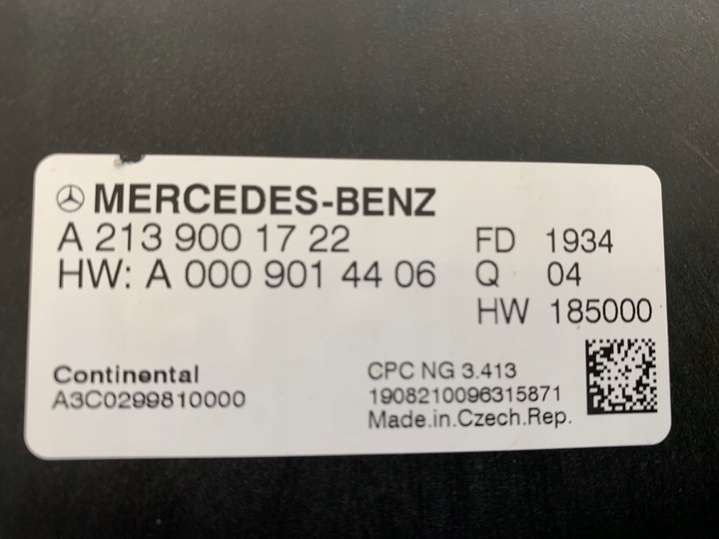 MERCEDES-BENZ
A 213 900 17 22
HW: A 000 901 44 06
FD 1934
Q 04
HW 185000
Continental
A3C0299810000
CPC NG 3.413
1908210096315871
Made.in.Czech.Rep.